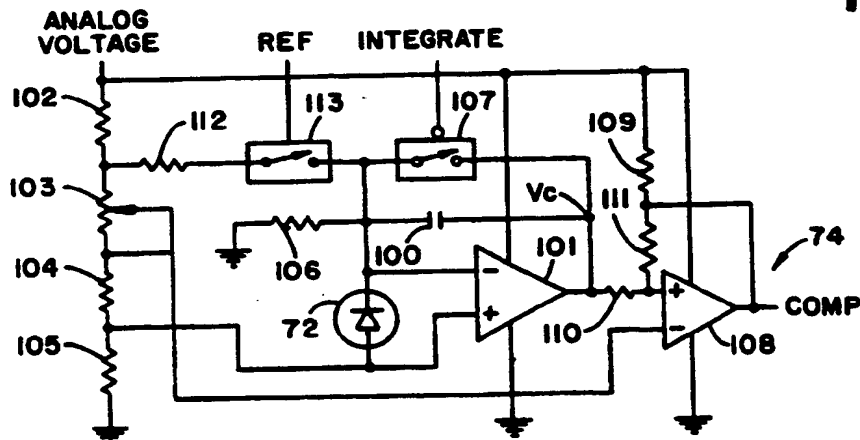 ANALOG
VOLTAGE
REF
INTEGRATE
102
112
113
107
109
103
Vc
111
104
106
100
101
74
105
72
110
108
COMP